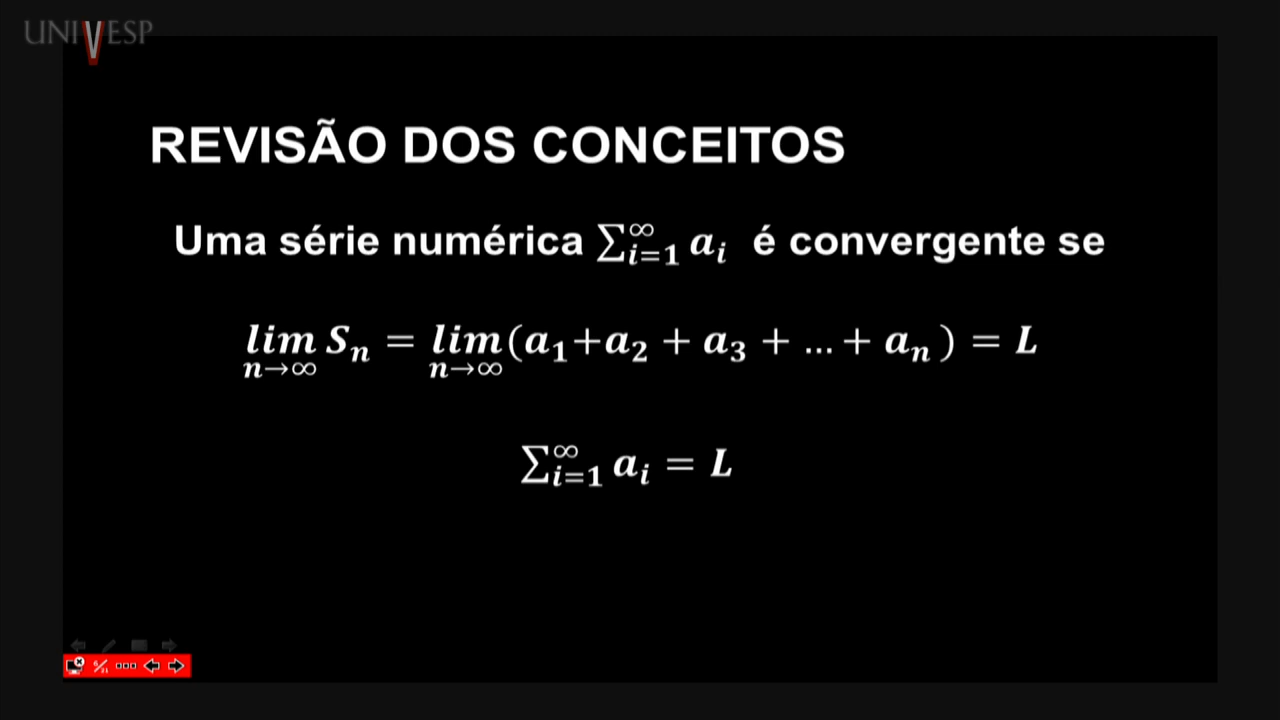 UNIVESP
REVISÃO DOS CONCEITOS
Uma série numérica ∑_{i=1}^{∞} a_i é convergente se
lim_{n→∞} S_n = lim_{n→∞} (a_1+a_2 + a_3 + ... + a_n) = L
∑_{i=1}^{∞} a_i = L